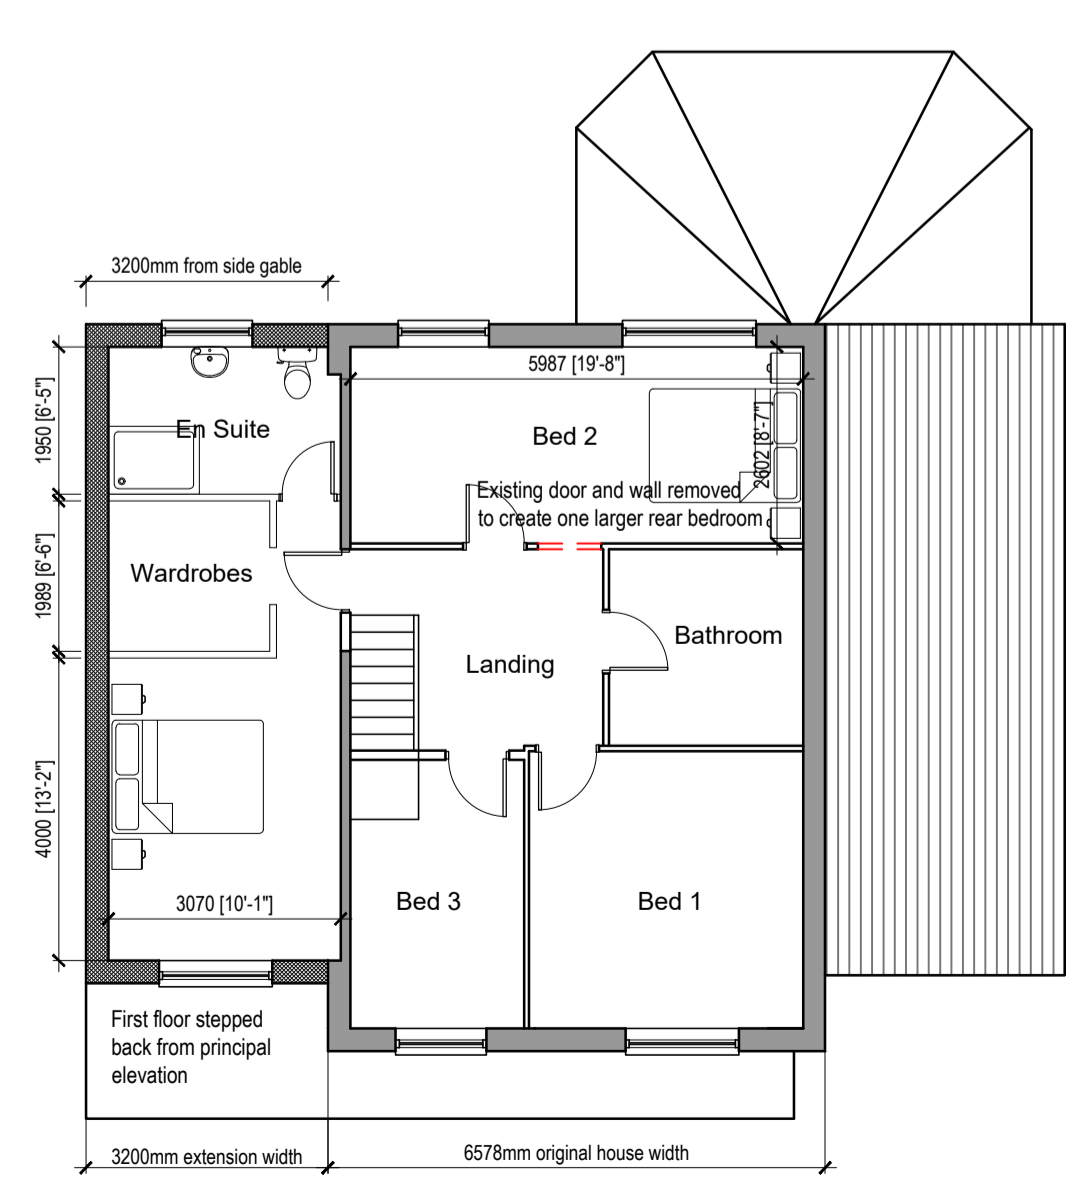 3200mm from side gable
5987 [19'-8"]
1950 [6'-5"]
En Suite
Bed 2
2602 [8'-7"]
Existing door and wall removed
to create one larger rear bedroom
1989 [6'-6"]
Wardrobes
Bathroom
Landing
4000 [13'-2"]
3070 [10'-1"]
Bed 3
Bed 1
First floor stepped
back from principal
elevation
3200mm extension width
6578mm original house width